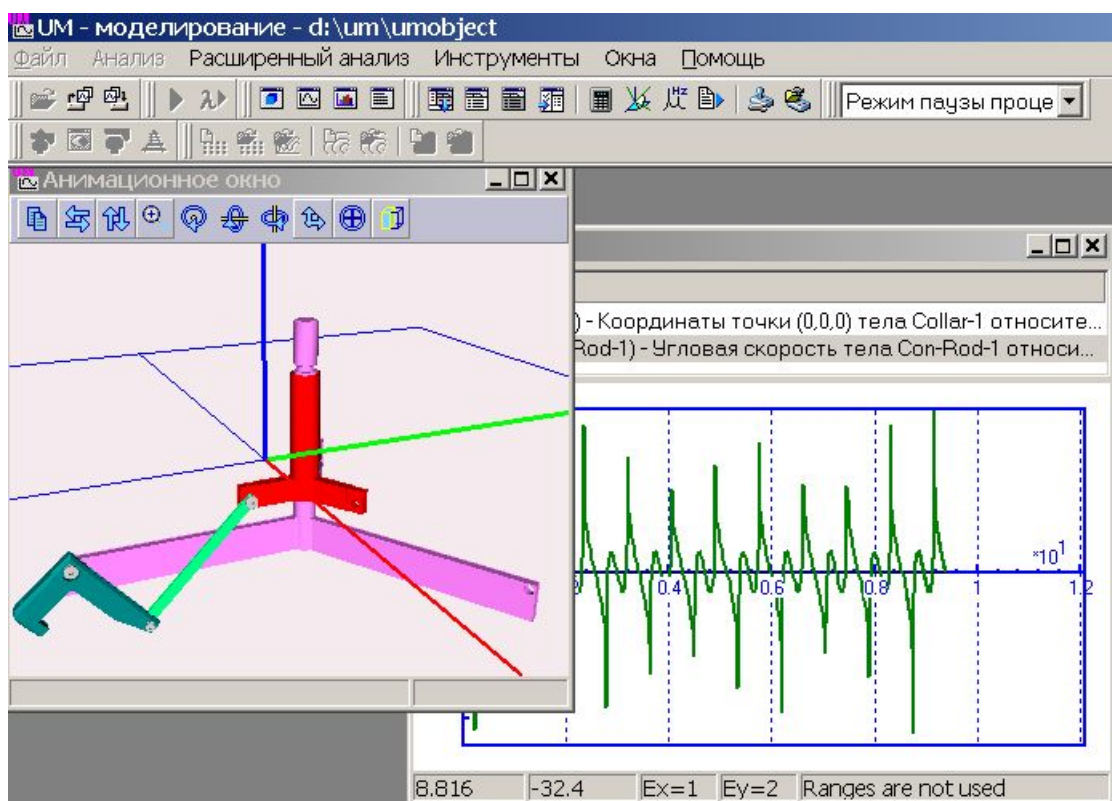 UM - моделирование - d:\um\umobject
Файл Анализ Расширенный анализ Инструменты Окна Помощь
Режим паузы проце
Анимационное окно
) - Координаты точки (0,0,0) тела Collar-1 относите...
Rod-1) - Угловая скорость тела Con-Rod-1 относи...
*10¹
0.4 0.6 0.8 1 1.2
8.816 -32.4 Ex=1 Ey=2 Ranges are not used